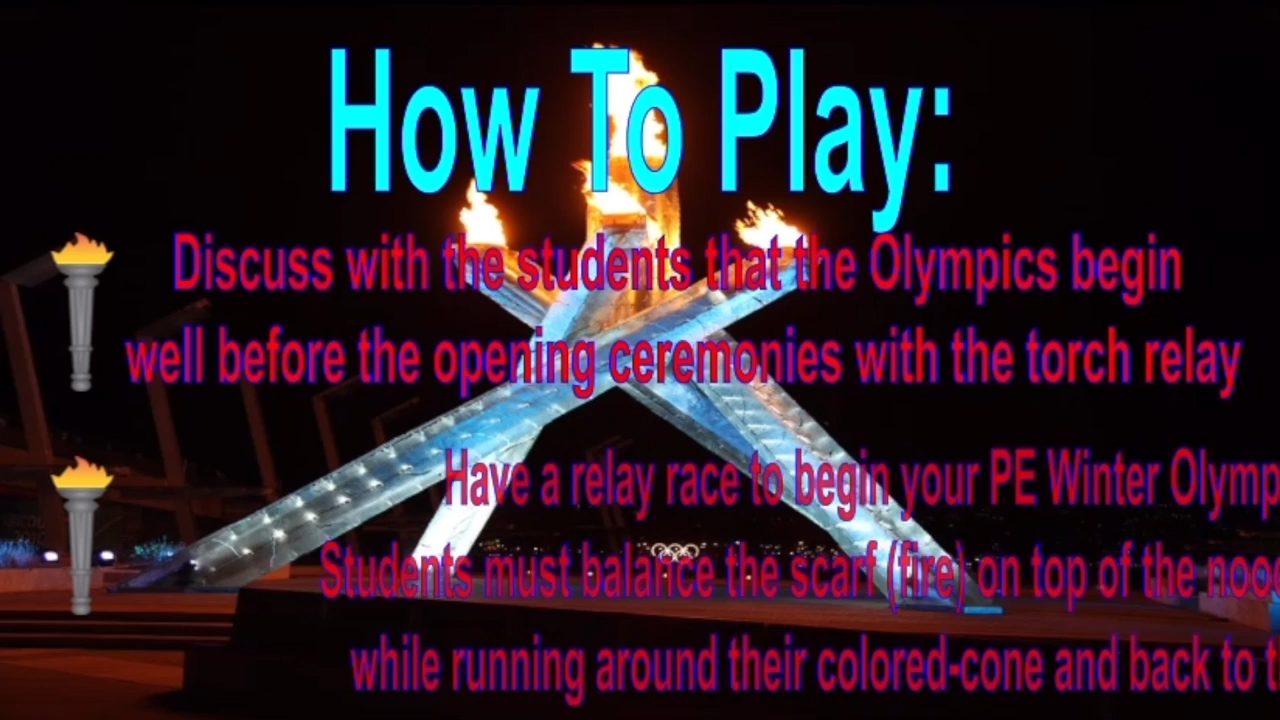 How To Play:
Discuss with the students that the Olympics begin
well before the opening ceremonies with the torch relay
Have a relay race to begin your PE Winter
Students must balance the scarf (fire) on top of the
while running around their colored-cone and back to